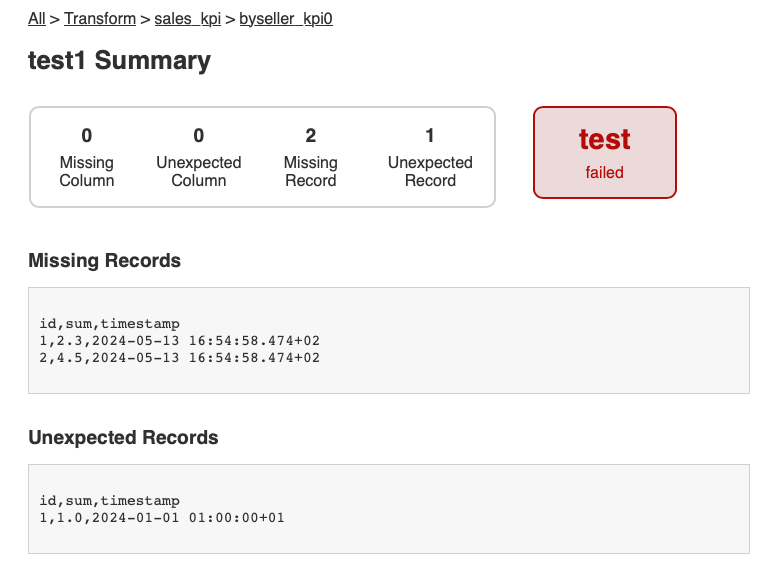 All > Transform > sales_kpi > byseller_kpi0
test1 Summary
0 0 2 1
Missing Unexpected Missing Unexpected
Column Column Record Record
test
failed
Missing Records
id,sum,timestamp
1,2.3,2024-05-13 16:54:58.474+02
2,4.5,2024-05-13 16:54:58.474+02
Unexpected Records
id,sum,timestamp
1,1.0,2024-01-01 01:00:00+01